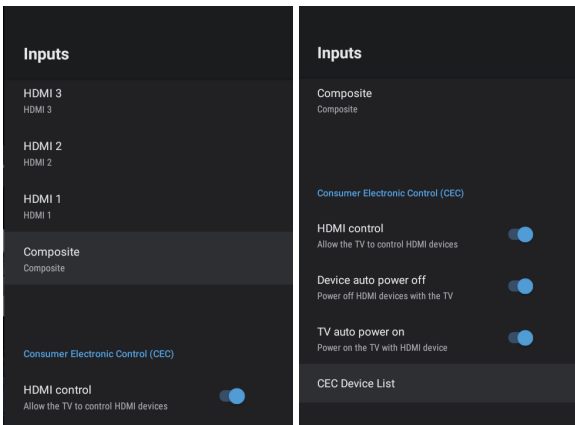 Inputs
HDMI 3
HDMI 3
HDMI 2
HDMI 2
HDMI 1
HDMI 1
Composite
Composite
Consumer Electronic Control (CEC)
HDMI control
Allow the TV to control HDMI devices
Inputs
Composite
Composite
Consumer Electronic Control (CEC)
HDMI control
Allow the TV to control HDMI devices
Device auto power off
Power off HDMI devices with the TV
TV auto power on
Power on the TV with HDMI device
CEC Device List